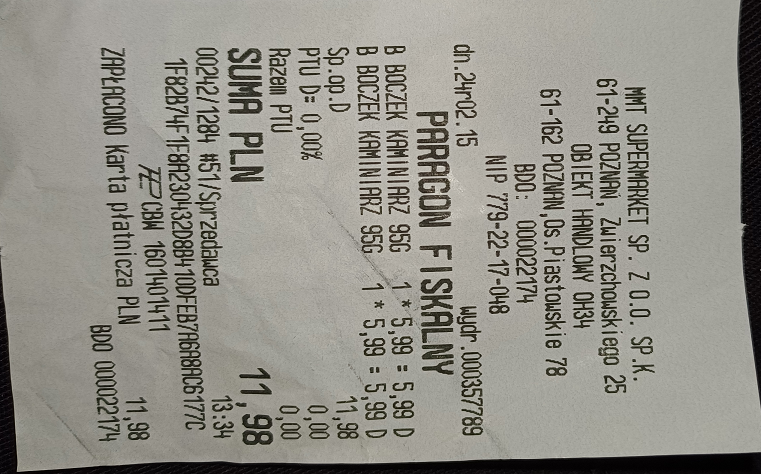 MMT SUPERMARKET SP. Z O.O. SP.K.
61-249 POZNAŃ, Zwierzchowskiego 25
OBIEKT HANDLOWY OH34
61-162 POZNAŃ,Os.Piastowskie 78
BDO: 000022174
NIP 779-22-17-048
dn.24r02.15 wydr.000357789
PARAGON FISKALNY
B BOCZEK KAMINIARZ 95G 1 * 5,99 = 5,99 D
B BOCZEK KAMINIARZ 95G 1 * 5,99 = 5,99 D
Sp.op.D 11,98
PTU D= 0,00% 0,00
Razem PTU 0,00
SUMA PLN 11,98
00242/1284 #51/Sprzedawca 13:34
1F82B74F1F8A230432D8B4100FEB7A6A8AC6177C
CBW 1601401411
ZAPŁACONO Karta płatnicza PLN 11,98
BDO 000022174